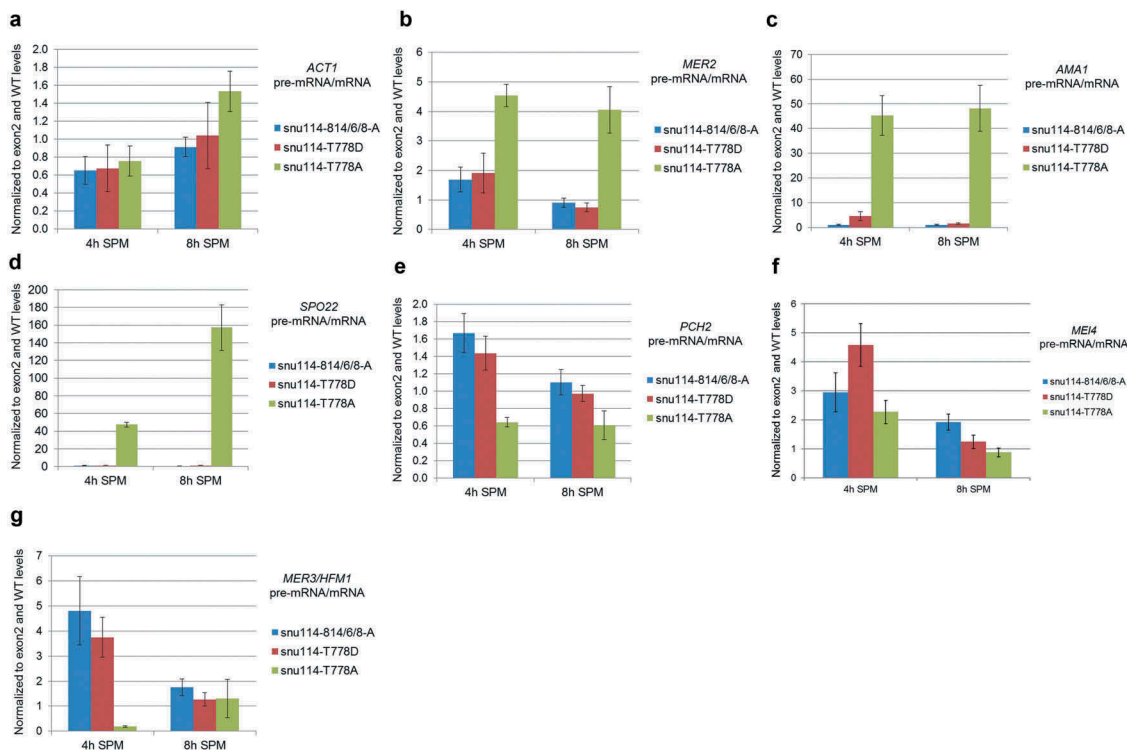 a
Normalized to exon2 and WT levels
2.0
1.8
1.6
1.4
1.2
1.0
0.8
0.6
0.4
0.2
0.0
4h SPM
8h SPM
ACT1
pre-mRNA/mRNA
snu114-814/6/8-A
snu114-T778D
snu114-T778A
b
Normalized to exon2 and WT levels
6
5
4
3
2
1
0
4h SPM
8h SPM
MER2
pre-mRNA/mRNA
snu114-814/6/8-A
snu114-T778D
snu114-T778A
c
Normalized to exon2 and WT levels
70
60
50
40
30
20
10
0
4h SPM
8h SPM
AMA1
pre-mRNA/mRNA
snu114-814/6/8-A
snu114-T778D
snu114-T778A
d
Normalized to exon2 and WT levels
200
180
160
140
120
100
80
60
40
20
0
4h SPM
8h SPM
SPO22
pre-mRNA/mRNA
snu114-814/6/8-A
snu114-T778D
snu114-T778A
e
Normalized to exon2 and WT levels
2.0
1.8
1.6
1.4
1.2
1.0
0.8
0.6
0.4
0.2
0.0
4h SPM
8h SPM
PCH2
pre-mRNA/mRNA
snu114-814/6/8-A
snu114-T778D
snu114-T778A
f
Normalized to exon2 and WT levels
6
5
4
3
2
1
0
4h SPM
8h SPM
MEI4
pre-mRNA/mRNA
snu114-814/6/8-A
snu114-T778D
snu114-T778A
g
Normalized to exon2 and WT levels
7
6
5
4
3
2
1
0
4h SPM
8h SPM
MER3/HFM1
pre-mRNA/mRNA
snu114-814/6/8-A
snu114-T778D
snu114-T778A